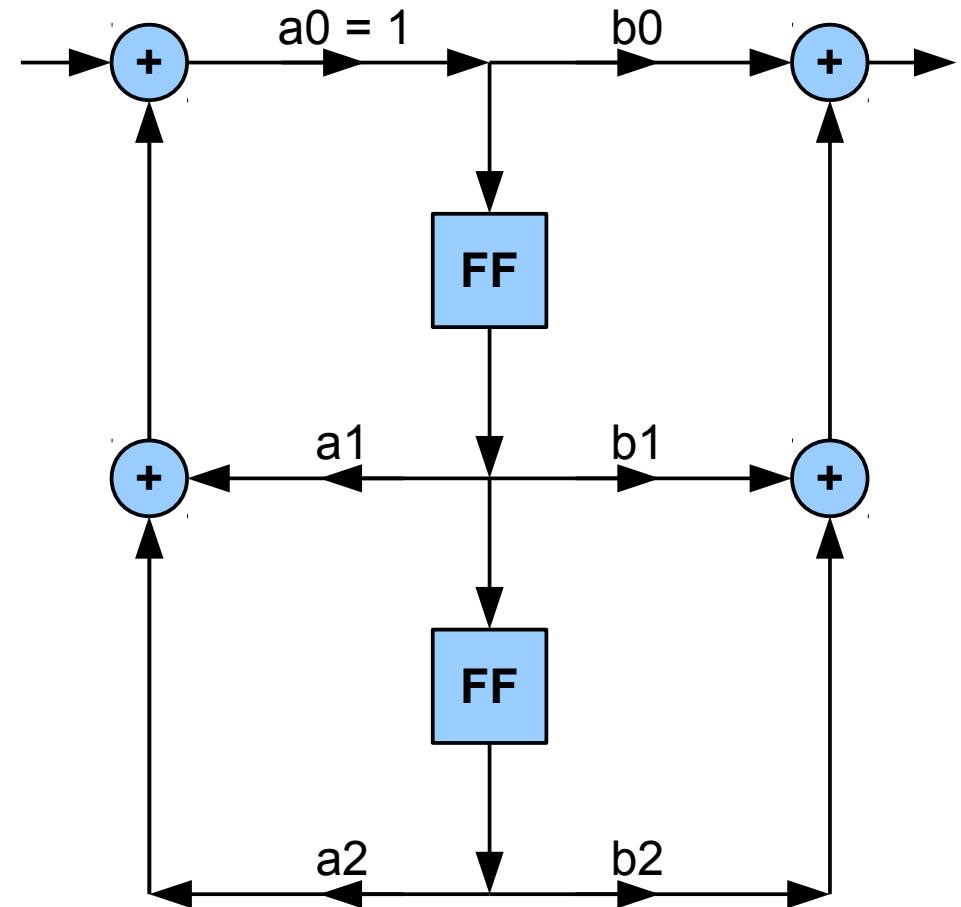 a0 = 1
b0
+
+
FF
a1
b1
+
+
FF
a2
b2